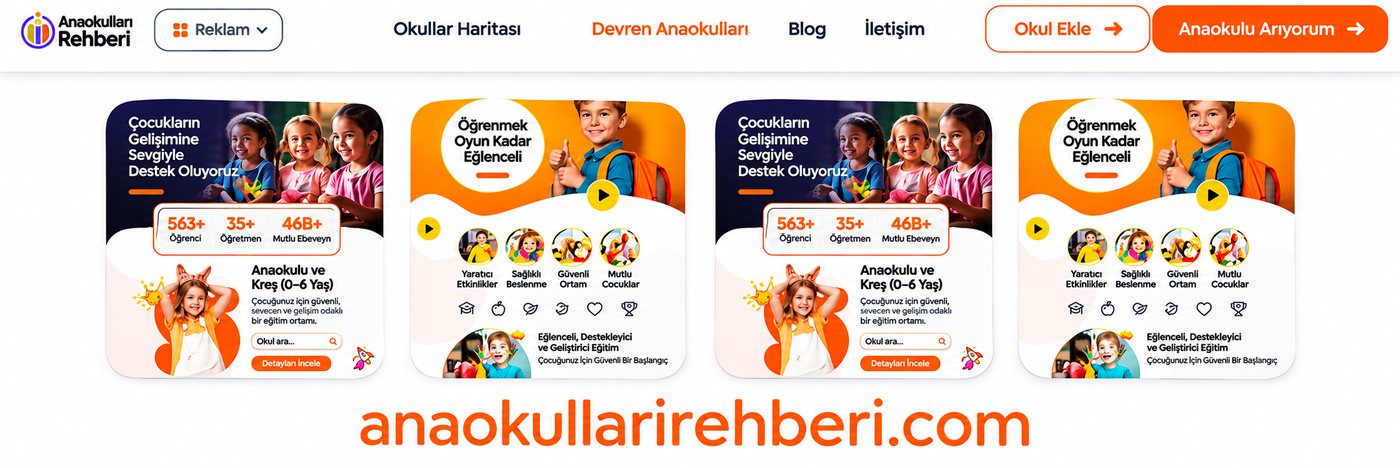 Anaokulları
Rehberi
Reklam
Okullar Haritası
Devren Anaokulları
Blog
İletişim
Okul Ekle
Anaokulu Arıyorum
Çocukların
Gelişimine
Sevgiyle
Destek Oluyoruz
563+
Öğrenci
35+
Öğretmen
46B+
Mutlu Ebeveyn
Anaokulu ve
Kreş (0–6 Yaş)
Çocuğunuz için güvenli,
sevecen ve gelişim odaklı
bir eğitim ortamı.
Okul ara...
Detayları İncele
Öğrenmek
Oyun Kadar
Eğlenceli
Yaratıcı
Etkinlikler
Sağlıklı
Beslenme
Güvenli
Ortam
Mutlu
Çocuklar
Eğlenceli, Destekleyici
ve Geliştirici Eğitim
Çocuğunuz İçin Güvenli Bir Başlangıç
Çocukların
Gelişimine
Sevgiyle
Destek Oluyoruz
563+
Öğrenci
35+
Öğretmen
46B+
Mutlu Ebeveyn
Anaokulu ve
Kreş (0–6 Yaş)
Çocuğunuz için güvenli,
sevecen ve gelişim odaklı
bir eğitim ortamı.
Okul ara...
Detayları İncele
Öğrenmek
Oyun Kadar
Eğlenceli
Yaratıcı
Etkinlikler
Sağlıklı
Beslenme
Güvenli
Ortam
Mutlu
Çocuklar
Eğlenceli, Destekleyici
ve Geliştirici Eğitim
Çocuğunuz İçin Güvenli Bir Başlangıç
anaokullarirehberi.com